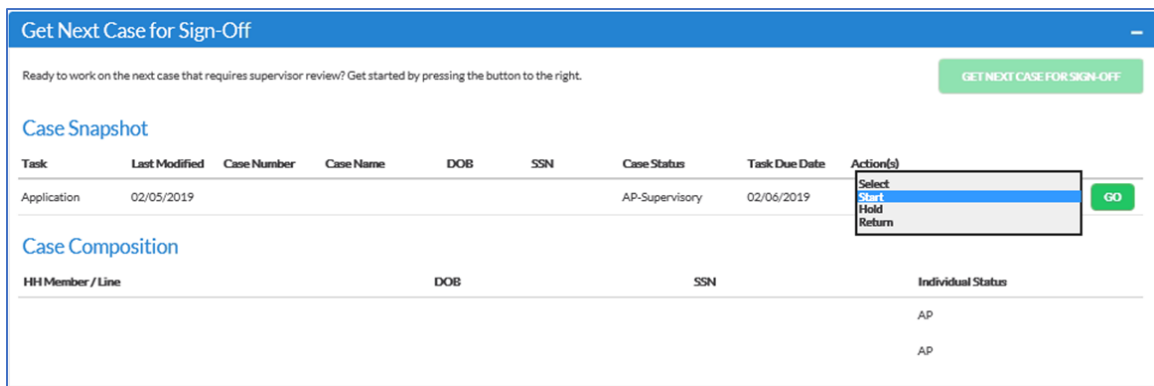 Get Next Case for Sign-Off
Ready to work on the next case that requires supervisor review? Get started by pressing the button to the right.
GET NEXT CASE FOR SIGN-OFF
Case Snapshot
Task Last Modified Case Number Case Name DOB SSN Case Status Task Due Date Action(s)
Application 02/05/2019 AP-Supervisory 02/06/2019
Select
Start
Hold
Return
GO
Case Composition
HH Member / Line DOB SSN Individual Status
AP
AP